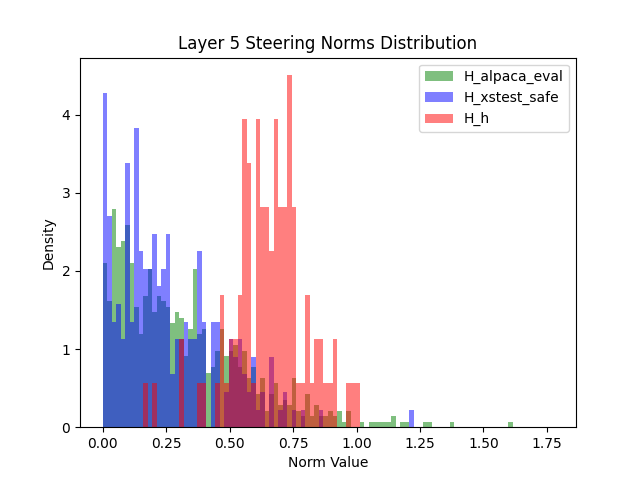 Layer 5 Steering Norms Distribution
H_alpaca_eval
H_xstest_safe
H_h
Density
4
3
2
1
0
0.00 0.25 0.50 0.75 1.00 1.25 1.50 1.75
Norm Value